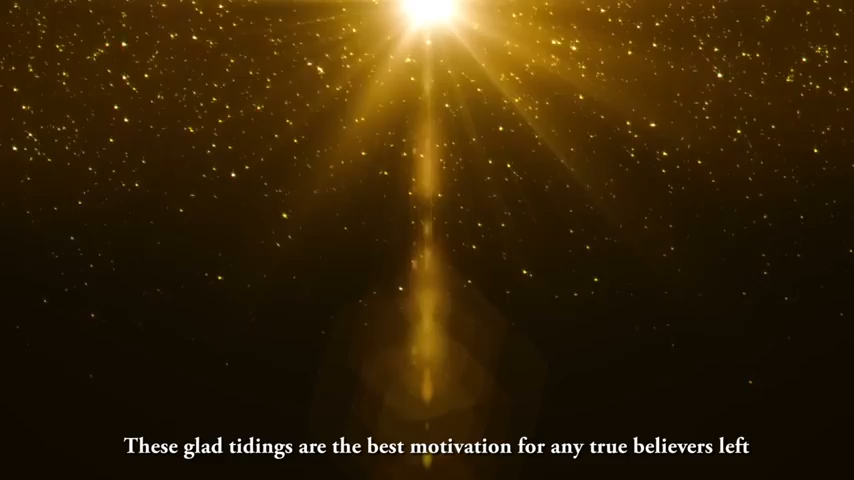 These glad tidings are the best motivation for any true believers left